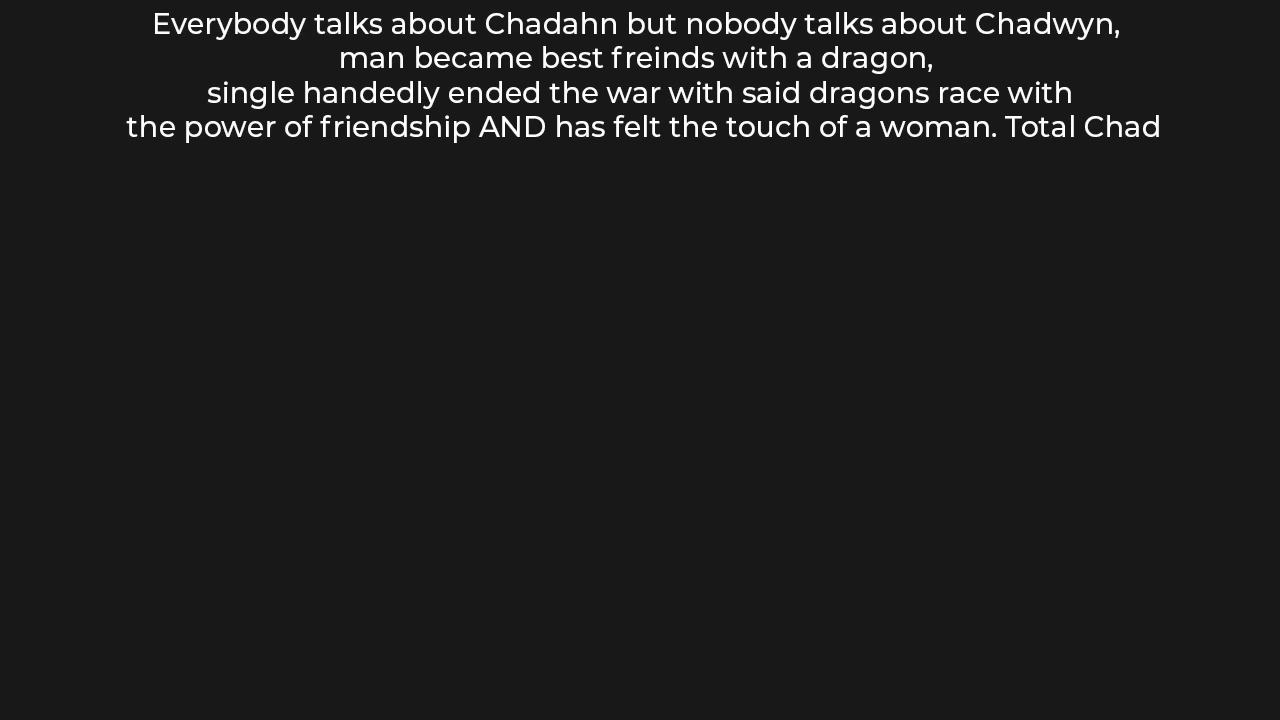 Everybody talks about Chadahn but nobody talks about Chadwyn,
man became best freinds with a dragon,
single handedly ended the war with said dragons race with
the power of friendship AND has felt the touch of a woman. Total Chad